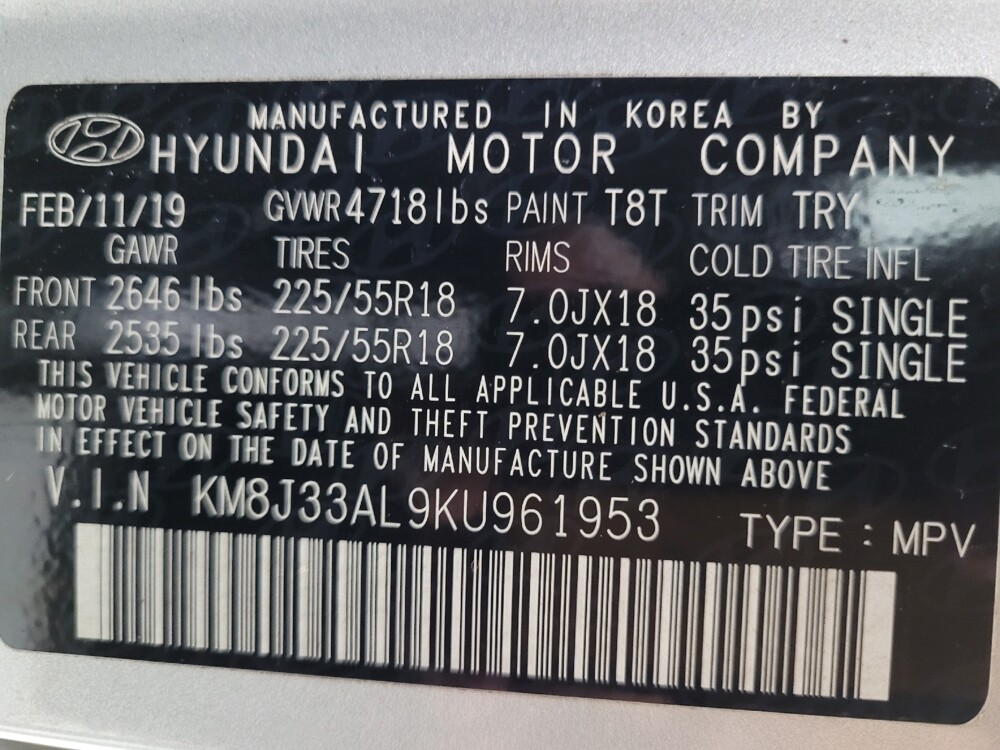 MANUFACTURED IN KOREA BY
HYUNDAI MOTOR COMPANY
FEB/11/19 GVWR 4718lbs PAINT T8T TRIM TRY
GAWR TIRES RIMS COLD TIRE INFL
FRONT 2646 lbs 225/55R18 7.0JX18 35psi SINGLE
REAR 2535 lbs 225/55R18 7.0JX18 35psi SINGLE
THIS VEHICLE CONFORMS TO ALL APPLICABLE U.S.A. FEDERAL
MOTOR VEHICLE SAFETY AND THEFT PREVENTION STANDARDS
IN EFFECT ON THE DATE OF MANUFACTURE SHOWN ABOVE
V.I.N KM8J33AL9KU961953 TYPE : MPV